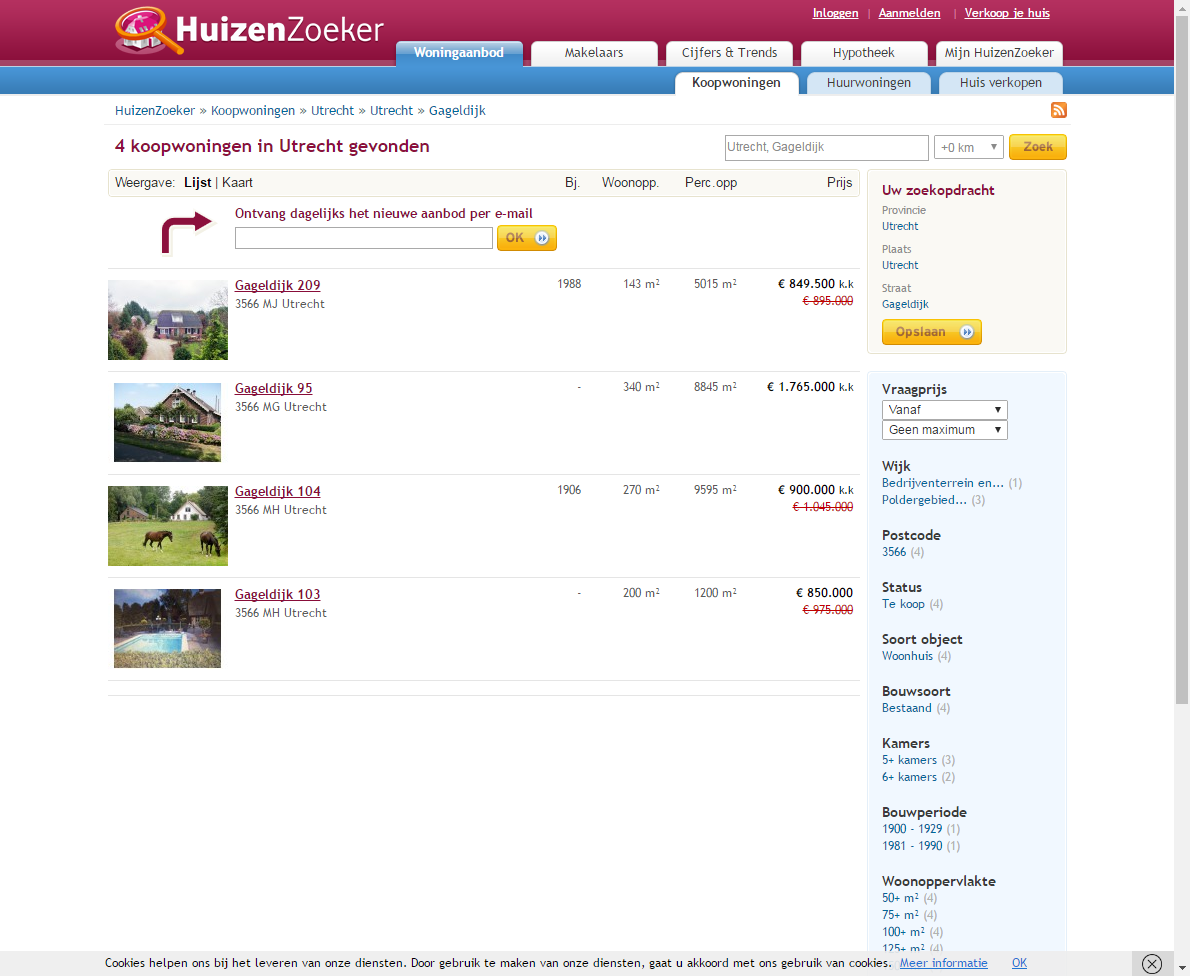 Inloggen | Aanmelden | Verkoop je huis
HuizenZoeker
Woningaanbod Makelaars Cijfers & Trends Hypotheek Mijn HuizenZoeker
Koopwoningen Huurwoningen Huis verkopen
HuizenZoeker » Koopwoningen » Utrecht » Utrecht » Gageldijk
4 koopwoningen in Utrecht gevonden
Utrecht, Gageldijk +0 km Zoek
Weergave: Lijst | Kaart Bj. Woonopp. Perc.opp Prijs
Ontvang dagelijks het nieuwe aanbod per e-mail
OK
Gageldijk 209 1988 143 m² 5015 m² € 849.500 k.k
3566 MJ Utrecht € 895.000
Gageldijk 95 - 340 m² 8845 m² € 1.765.000 k.k
3566 MG Utrecht
Gageldijk 104 1906 270 m² 9595 m² € 900.000 k.k
3566 MH Utrecht € 1.045.000
Gageldijk 103 - 200 m² 1200 m² € 850.000
3566 MH Utrecht € 975.000
Uw zoekopdracht
Provincie
Utrecht
Plaats
Utrecht
Straat
Gageldijk
Opslaan
Vraagprijs
Vanaf
Geen maximum
Wijk
Bedrijventerrein en... (1)
Poldergebied... (3)
Postcode
3566 (4)
Status
Te koop (4)
Soort object
Woonhuis (4)
Bouwsoort
Bestaand (4)
Kamers
5+ kamers (3)
6+ kamers (2)
Bouwperiode
1900 - 1929 (1)
1981 - 1990 (1)
Woonoppervlakte
50+ m² (4)
75+ m² (4)
100+ m² (4)
125+ m² (4)
Cookies helpen ons bij het leveren van onze diensten. Door gebruik te maken van onze diensten, gaat u akkoord met ons gebruik van cookies. Meer informatie OK